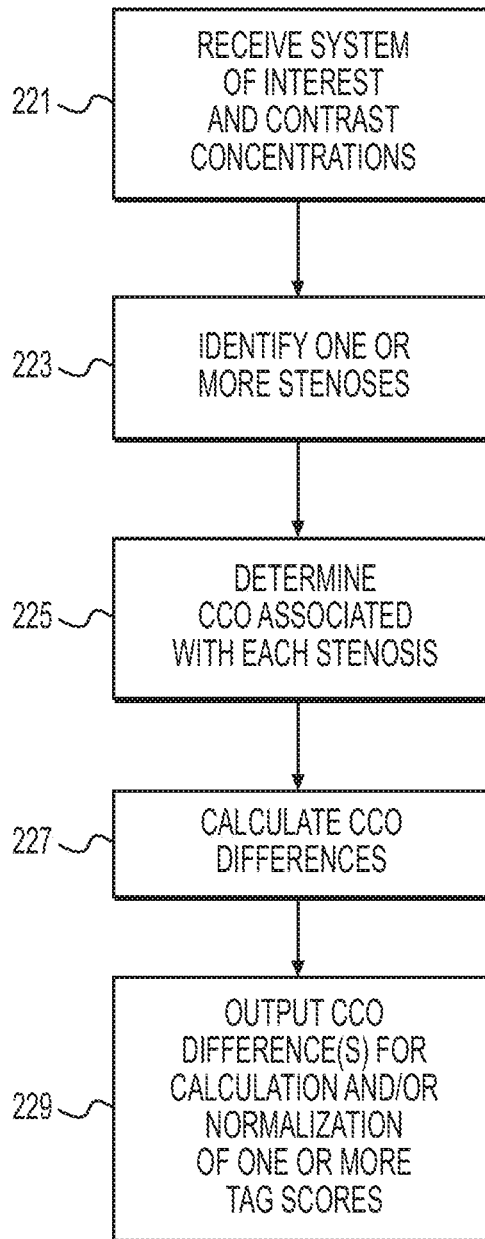 221
RECEIVE SYSTEM
OF INTEREST
AND CONTRAST
CONCENTRATIONS
223
IDENTIFY ONE OR
MORE STENOSES
225
DETERMINE
CCO ASSOCIATED
WITH EACH STENOSIS
227
CALCULATE CCO
DIFFERENCES
229
OUTPUT CCO
DIFFERENCE(S) FOR
CALCULATION AND/OR
NORMALIZATION
OF ONE OR MORE
TAG SCORES